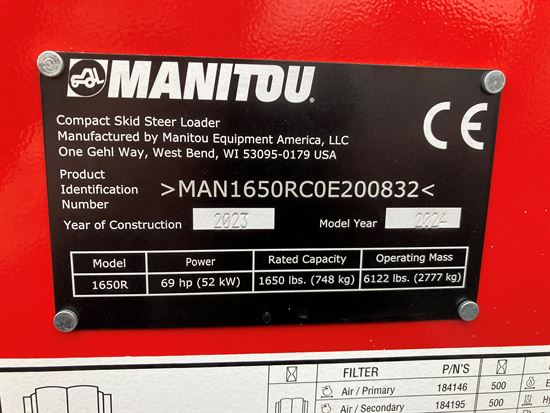 MANITOU
Compact Skid Steer Loader
Manufactured by Manitou Equipment America, LLC
One Gehl Way, West Bend, WI 53095-0179 USA
CE
Product
Identification >MAN1650RC0E200832<
Number
Year of Construction 2023 Model Year 2024
Model Power Rated Capacity Operating Mass
1650R 69 hp (52 kW) 1650 lbs. (748 kg) 6122 lbs. (2777 kg)
FILTER P/N'S
Air / Primary 184146 500
Air / Secondary 184195 500